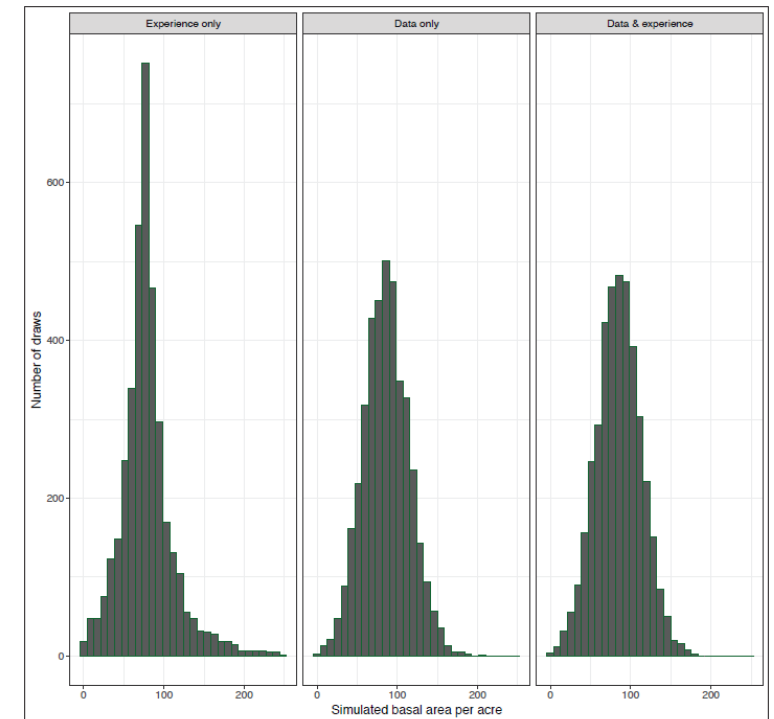 Experience only
Data only
Data & experience
Number of draws
600
400
200
0
0 100 200
0 100 200
0 100 200
Simulated basal area per acre